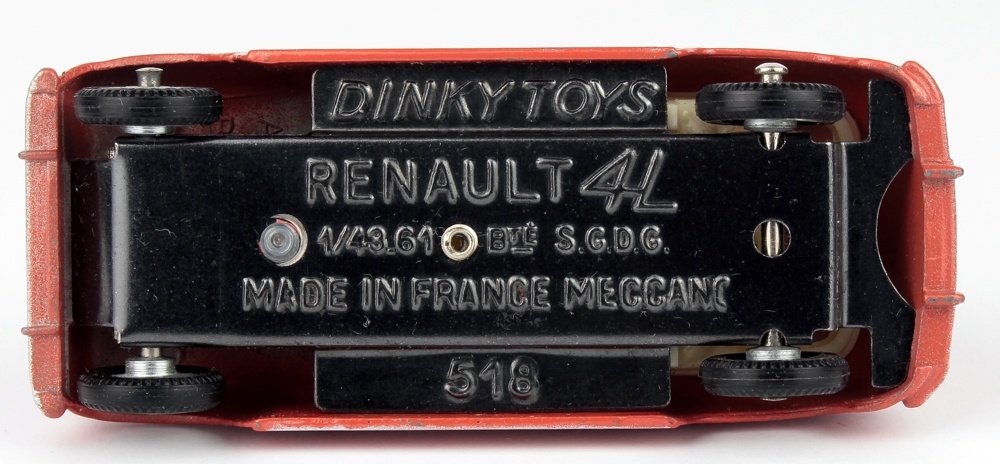 DINKY TOYS
RENAULT 4L
1/43.61 BTÉ S.G.D.G.
MADE IN FRANCE MECCANO
518